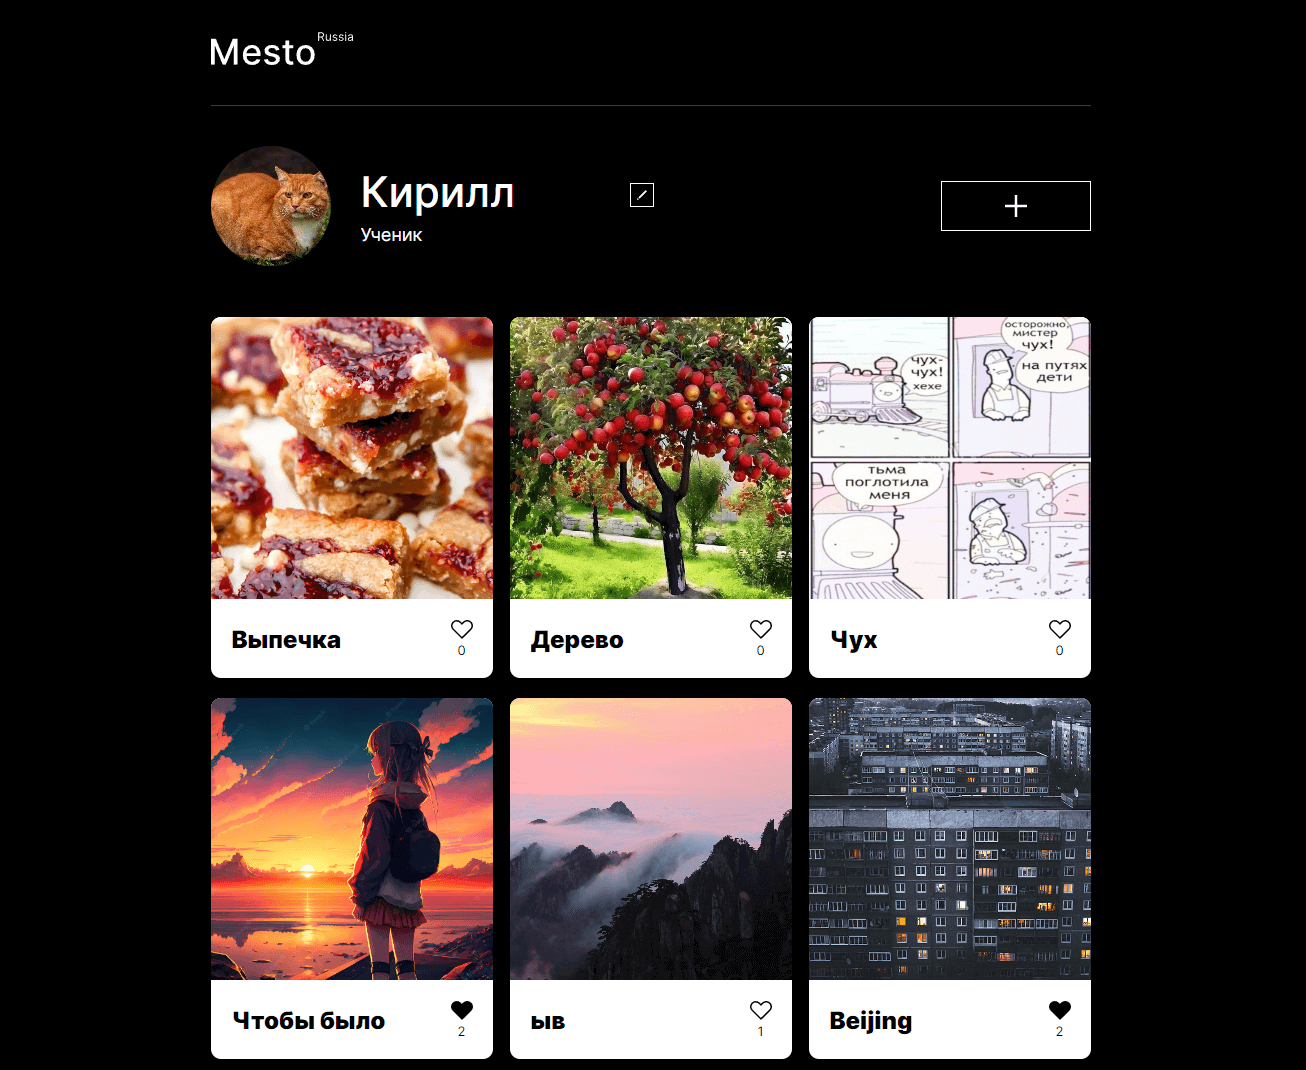 Mesto Russia
Кирилл
Ученик
чух-
чух!
хехе
осторожно,
мистер
чух!
на путях
дети
тьма
поглотила
меня
Выпечка
0
Дерево
0
Чух
0
Чтобы было
2
ыв
1
Beijing
2